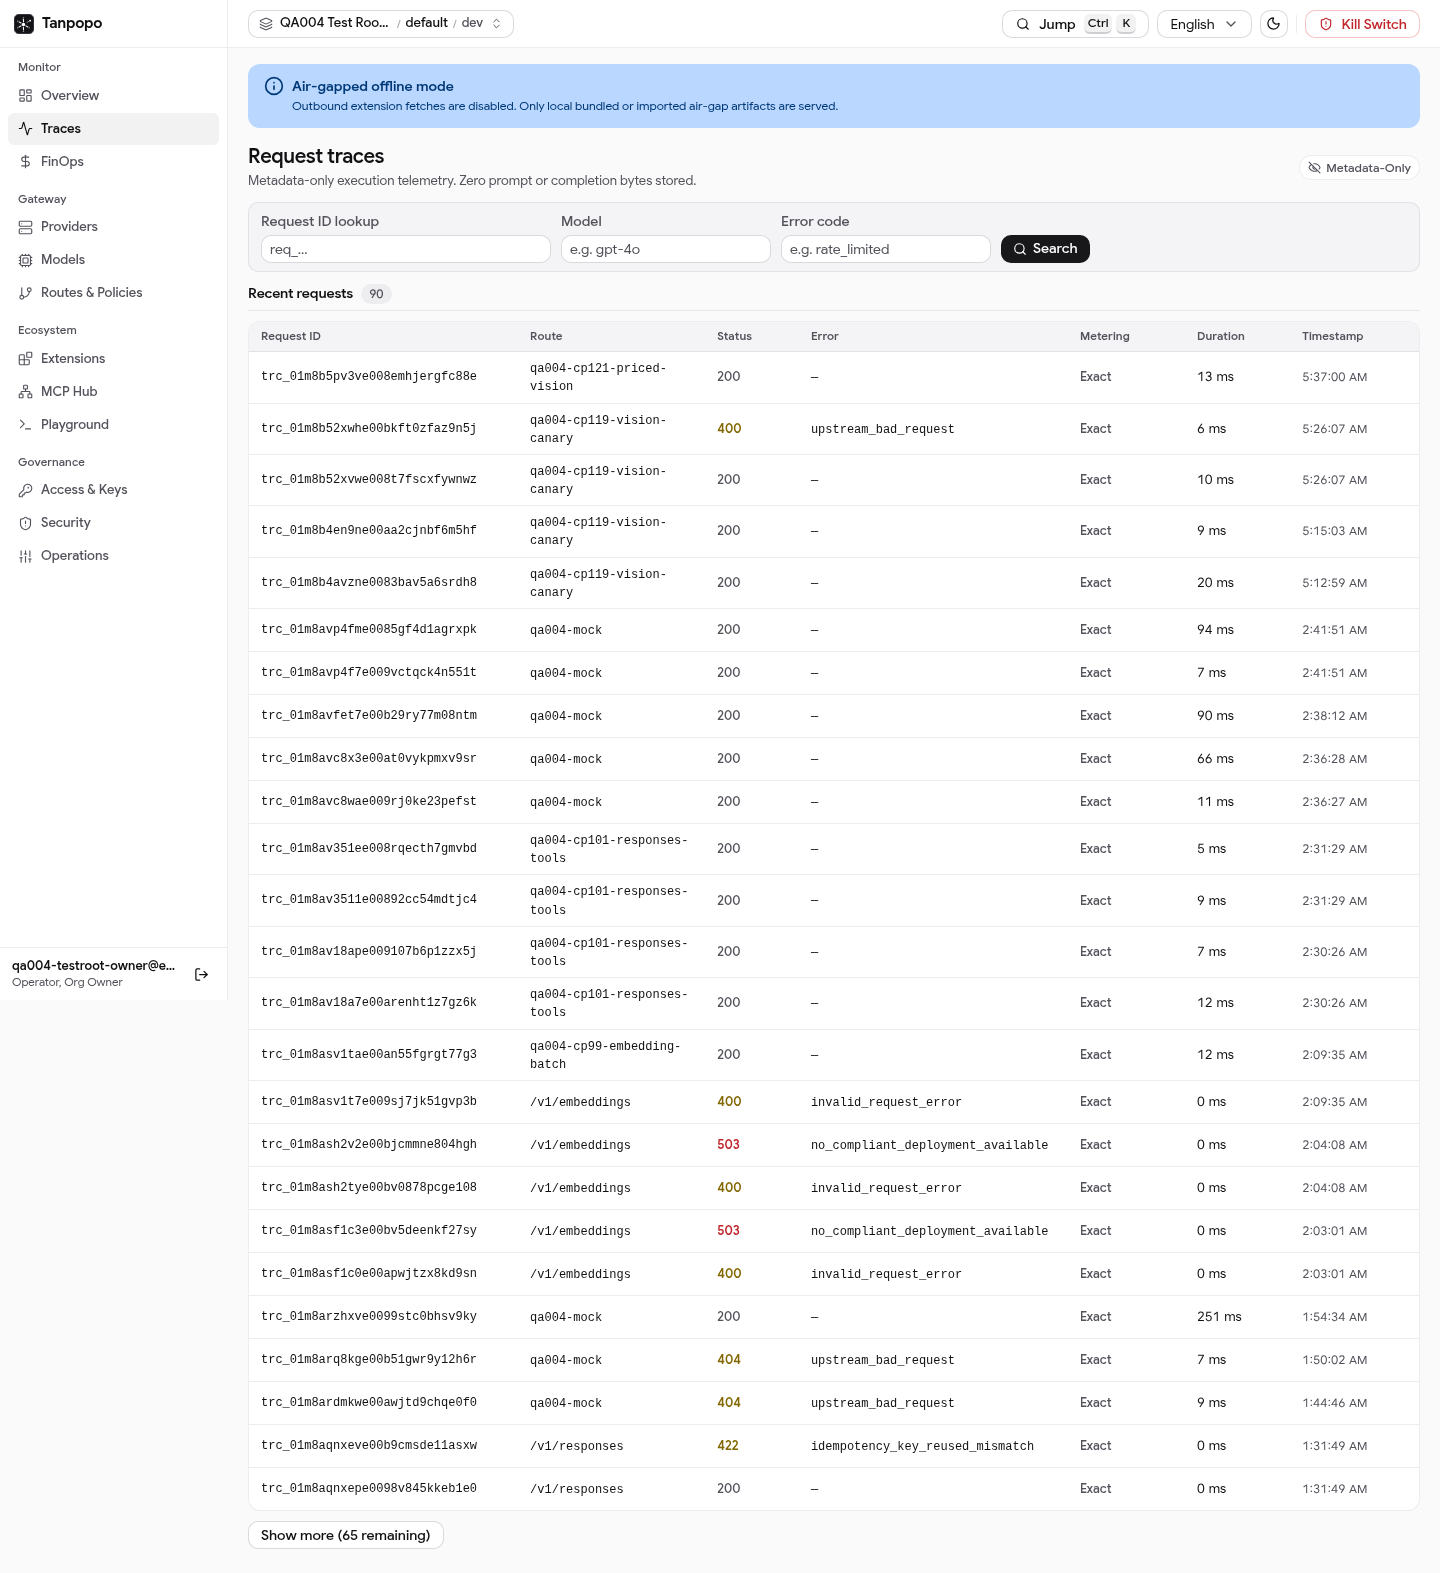 Tanpopo
QA004 Test Roo... / default / dev
Jump Ctrl K
English
Kill Switch
Monitor
Overview
Traces
FinOps
Gateway
Providers
Models
Routes & Policies
Ecosystem
Extensions
MCP Hub
Playground
Governance
Access & Keys
Security
Operations
qa004-testroot-owner@e...
Operator, Org Owner
Air-gapped offline mode
Outbound extension fetches are disabled. Only local bundled or imported air-gap artifacts are served.
Request traces
Metadata-only execution telemetry. Zero prompt or completion bytes stored.
Metadata-Only
Request ID lookup Model Error code
req_... e.g. gpt-4o e.g. rate_limited Search
Recent requests 90
Request ID Route Status Error Metering Duration Timestamp
trc_01m8b5pv3ve008emhjergfc88e qa004-cp121-priced-vision 200 — Exact 13 ms 5:37:00 AM
trc_01m8b52xwhe00bkft0zfaz9n5j qa004-cp119-vision-canary 400 upstream_bad_request Exact 6 ms 5:26:07 AM
trc_01m8b52xvwe008t7fscxfywnwz qa004-cp119-vision-canary 200 — Exact 10 ms 5:26:07 AM
trc_01m8b4en9ne00aa2cjnbf6m5hf qa004-cp119-vision-canary 200 — Exact 9 ms 5:15:03 AM
trc_01m8b4avzne0083bav5a6srdh8 qa004-cp119-vision-canary 200 — Exact 20 ms 5:12:59 AM
trc_01m8avp4fme0085gf4d1agrxpk qa004-mock 200 — Exact 94 ms 2:41:51 AM
trc_01m8avp4f7e009vctqck4n551t qa004-mock 200 — Exact 7 ms 2:41:51 AM
trc_01m8avfet7e00b29ry77m08ntm qa004-mock 200 — Exact 90 ms 2:38:12 AM
trc_01m8avc8x3e00at0vykpmxv9sr qa004-mock 200 — Exact 66 ms 2:36:28 AM
trc_01m8avc8wae009rj0ke23pefst qa004-mock 200 — Exact 11 ms 2:36:27 AM
trc_01m8av351ee008rqecth7gmvbd qa004-cp101-responses-tools 200 — Exact 5 ms 2:31:29 AM
trc_01m8av3511e00892cc54mdtjc4 qa004-cp101-responses-tools 200 — Exact 9 ms 2:31:29 AM
trc_01m8av18ape009107b6p1zzx5j qa004-cp101-responses-tools 200 — Exact 7 ms 2:30:26 AM
trc_01m8av18a7e00arenht1z7gz6k qa004-cp101-responses-tools 200 — Exact 12 ms 2:30:26 AM
trc_01m8asv1tae00an55fgrgt77g3 qa004-cp99-embedding-batch 200 — Exact 12 ms 2:09:35 AM
trc_01m8asv1t7e009sj7jk51gvp3b /v1/embeddings 400 invalid_request_error Exact 0 ms 2:09:35 AM
trc_01m8ash2v2e00bjcmmne804hgh /v1/embeddings 503 no_compliant_deployment_available Exact 0 ms 2:04:08 AM
trc_01m8ash2tye00bv0878pcge108 /v1/embeddings 400 invalid_request_error Exact 0 ms 2:04:08 AM
trc_01m8asf1c3e00bv5deenkf27sy /v1/embeddings 503 no_compliant_deployment_available Exact 0 ms 2:03:01 AM
trc_01m8asf1c0e00apwjtzx8kd9sn /v1/embeddings 400 invalid_request_error Exact 0 ms 2:03:01 AM
trc_01m8arzhxve0099stc0bhsv9ky qa004-mock 200 — Exact 251 ms 1:54:34 AM
trc_01m8arq8kge00b51gwr9y12h6r qa004-mock 404 upstream_bad_request Exact 7 ms 1:50:02 AM
trc_01m8ardmkwe00awjtd9chqe0f0 qa004-mock 404 upstream_bad_request Exact 9 ms 1:44:46 AM
trc_01m8aqnxeve00b9cmsde11asxw /v1/responses 422 idempotency_key_reused_mismatch Exact 0 ms 1:31:49 AM
trc_01m8aqnxepe0098v845kkeb1e0 /v1/responses 200 — Exact 0 ms 1:31:49 AM
Show more (65 remaining)